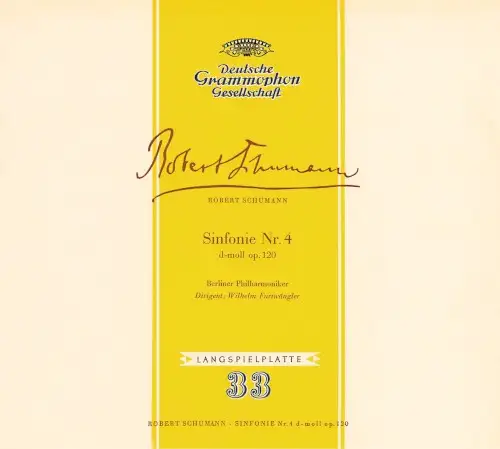 Deutsche
Grammophon
Gesellschaft
Robert Schumann
ROBERT SCHUMANN
Sinfonie Nr. 4
d-moll op. 120
Berliner Philharmoniker
Dirigent: Wilhelm Furtwängler
LANGSPIELPLATTE
33
ROBERT SCHUMANN - SINFONIE Nr. 4 d-moll op. 120